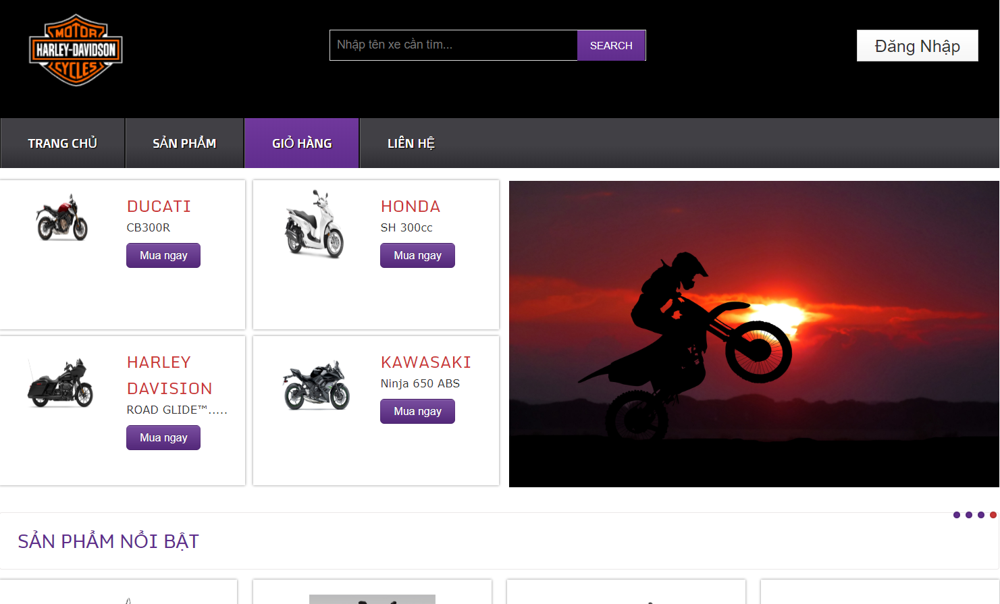 MOTOR
HARLEY-DAVIDSON
CYCLES
Nhập tên xe cần tìm...
SEARCH
Đăng Nhập
TRANG CHỦ
SẢN PHẨM
GIỎ HÀNG
LIÊN HỆ
DUCATI
CB300R
Mua ngay
HONDA
SH 300cc
Mua ngay
HARLEY
DAVISION
ROAD GLIDE™.....
Mua ngay
KAWASAKI
Ninja 650 ABS
Mua ngay
SẢN PHẨM NỔI BẬT